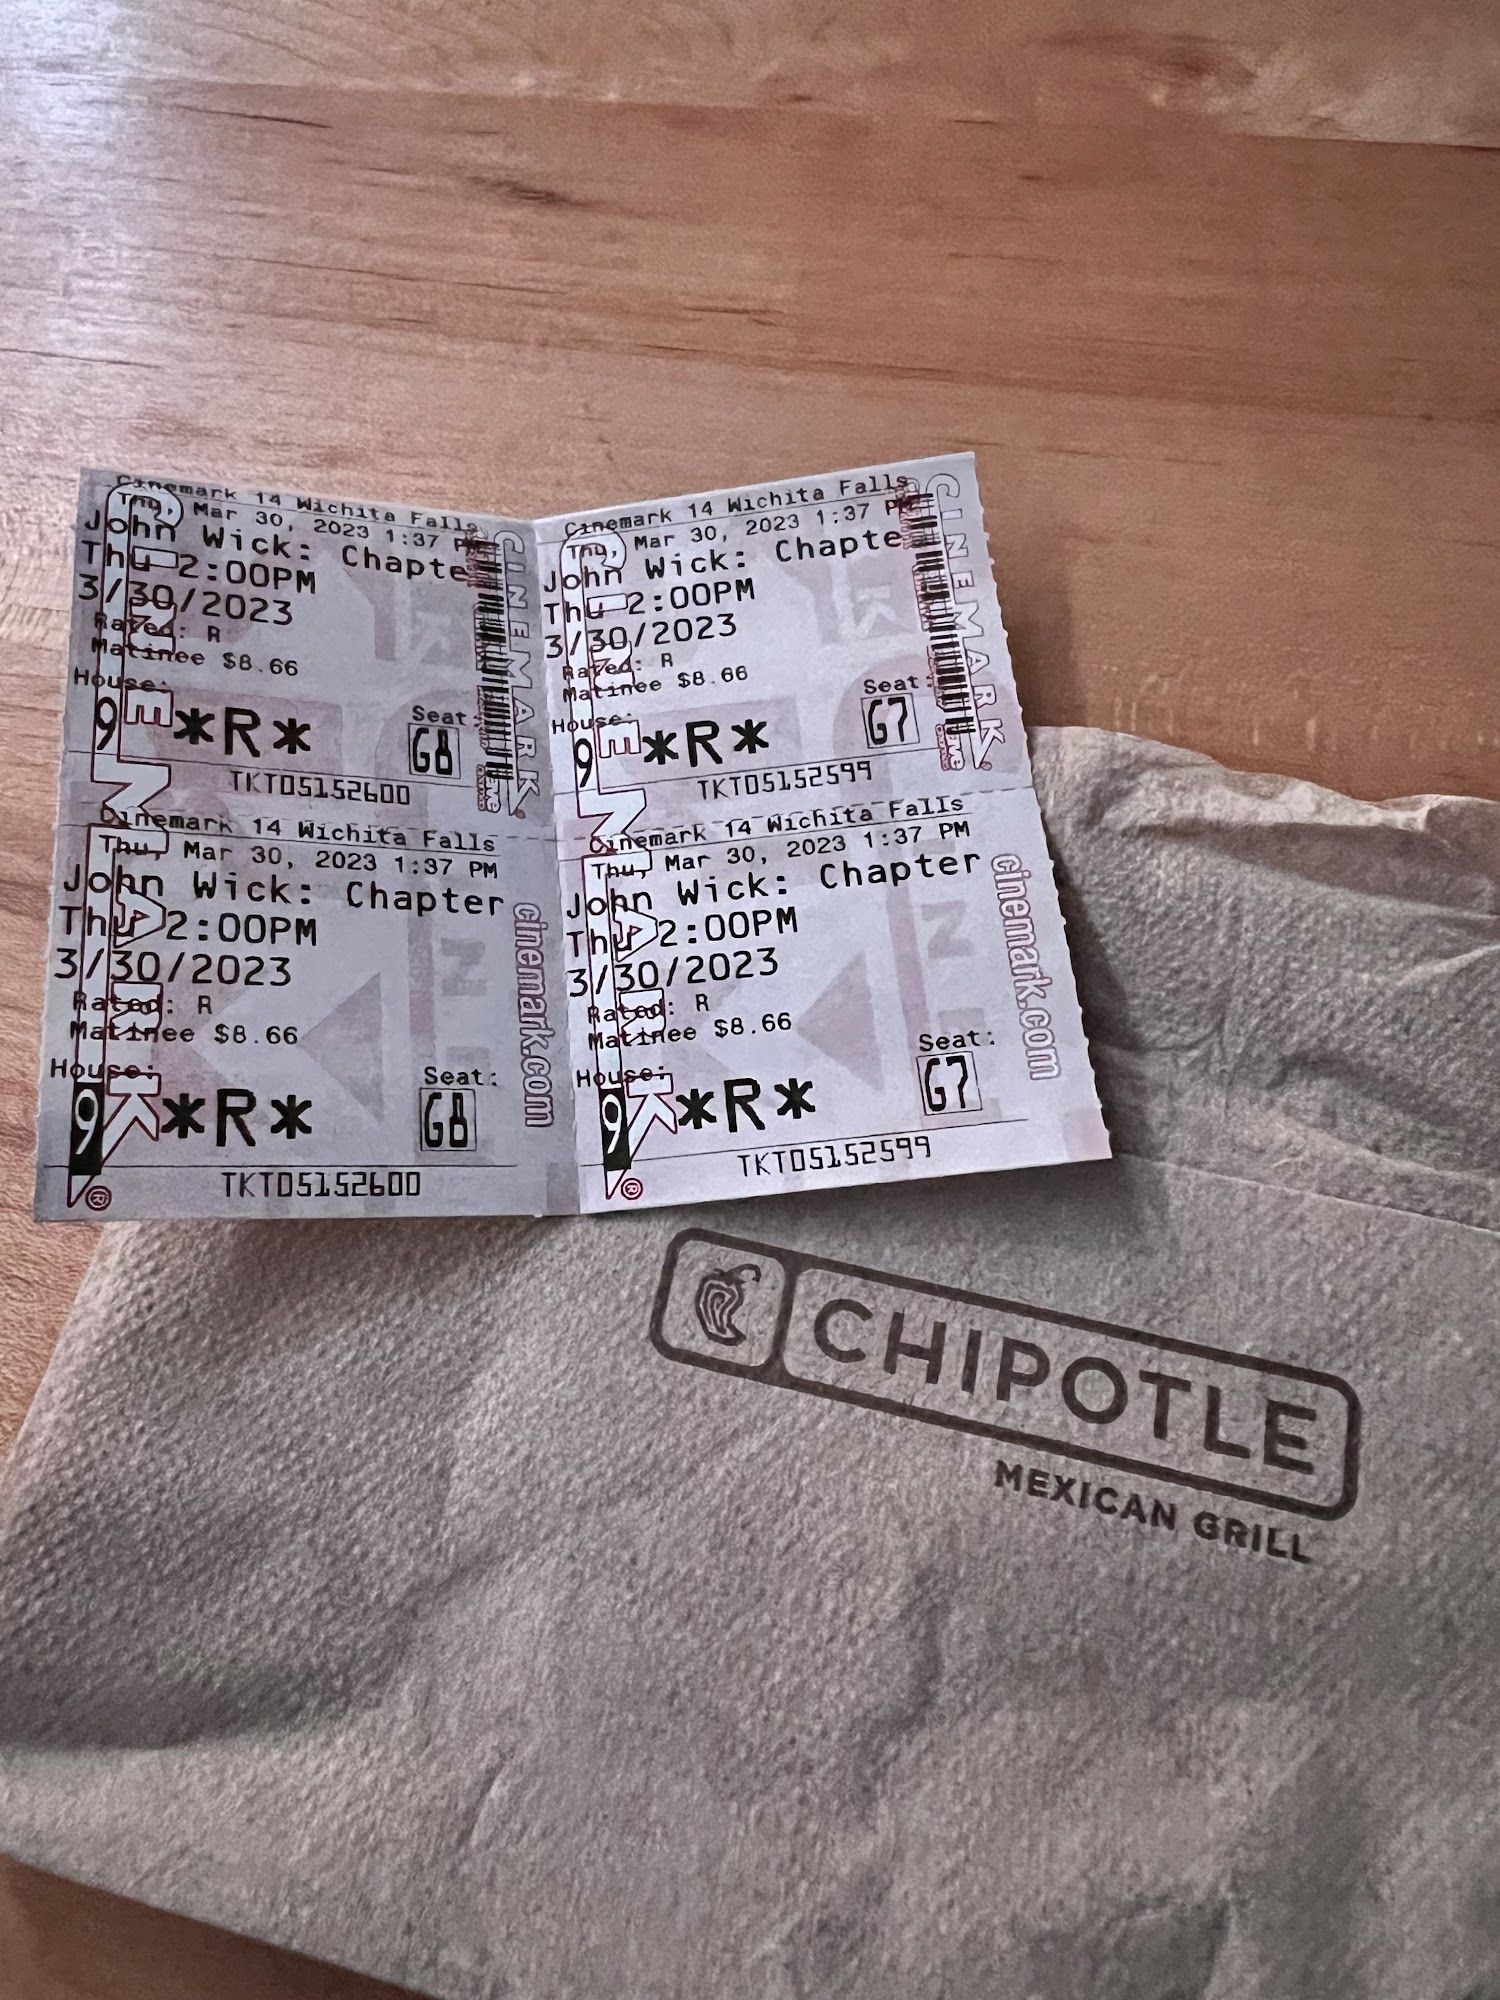 Cinemark 14 Wichita Falls
Thu, Mar 30, 2023 1:37 PM
John Wick: Chapte
Thu 2:00PM
3/30/2023
Rated: R
Matinee $8.66
House:
9 *R*
Seat:
G8
TKT05152600
CINEMARK
Cinemark 14 Wichita Falls
Thu, Mar 30, 2023 1:37 PM
John Wick: Chapte
Thu 2:00PM
3/30/2023
Rated: R
Matinee $8.66
House:
9 *R*
Seat:
G7
TKT05152599
CINEMARK
Cinemark 14 Wichita Falls
Thu, Mar 30, 2023 1:37 PM
John Wick: Chapter
Thu 2:00PM
3/30/2023
Rated: R
Matinee $8.66
House:
9 *R*
Seat:
G8
TKT05152600
cinemark.com
Cinemark 14 Wichita Falls
Thu, Mar 30, 2023 1:37 PM
John Wick: Chapter
Thu 2:00PM
3/30/2023
Rated: R
Matinee $8.66
House:
9 *R*
Seat:
G7
TKT05152599
cinemark.com
CINEMARK®
CINEMARK®
CHIPOTLE
MEXICAN GRILL